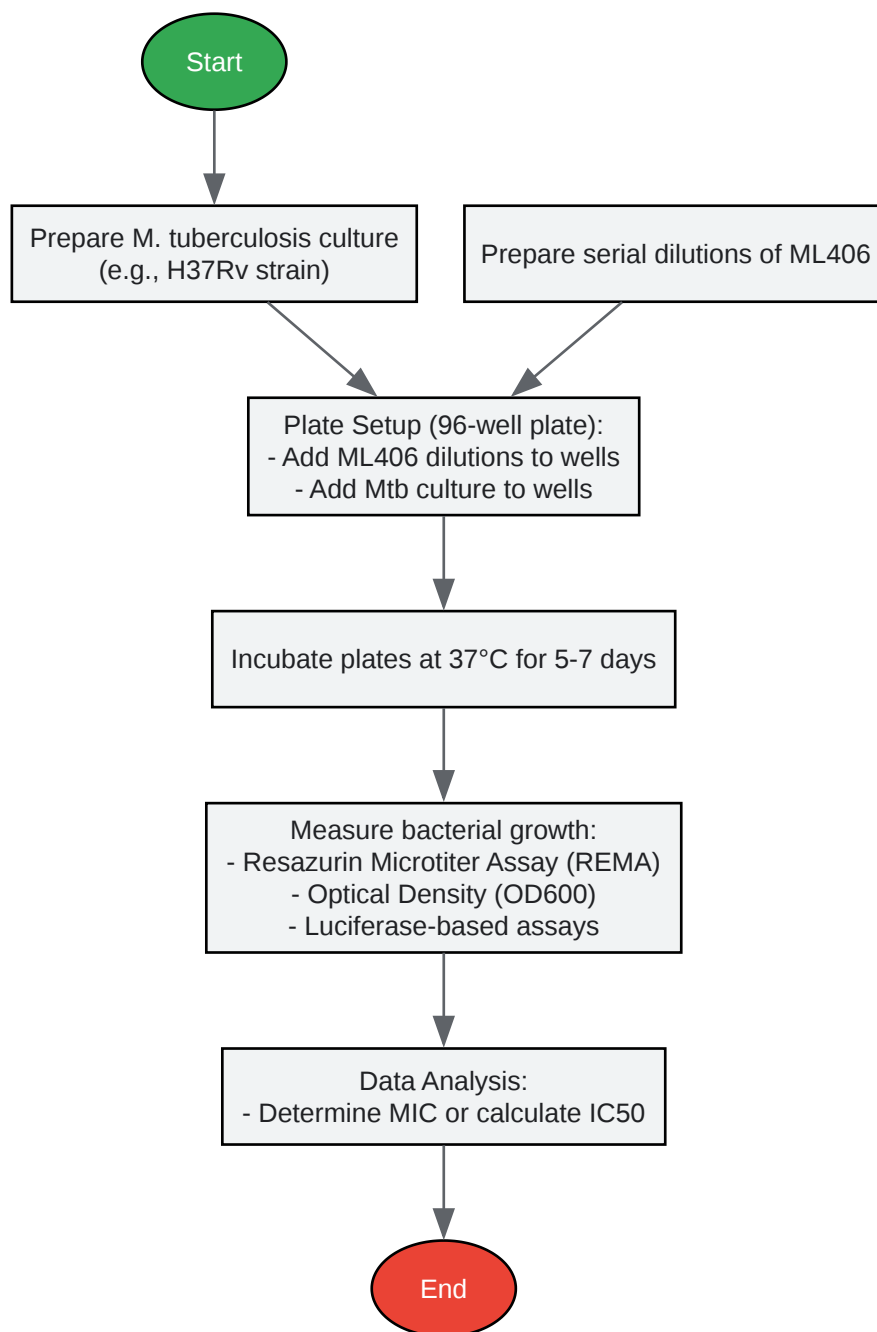 Start
Prepare M. tuberculosis culture
(e.g., H37Rv strain)
Prepare serial dilutions of ML406
Plate Setup (96-well plate):
- Add ML406 dilutions to wells
- Add Mtb culture to wells
Incubate plates at 37°C for 5-7 days
Measure bacterial growth:
- Resazurin Microtiter Assay (REMA)
- Optical Density (OD600)
- Luciferase-based assays
Data Analysis:
- Determine MIC or calculate IC50
End